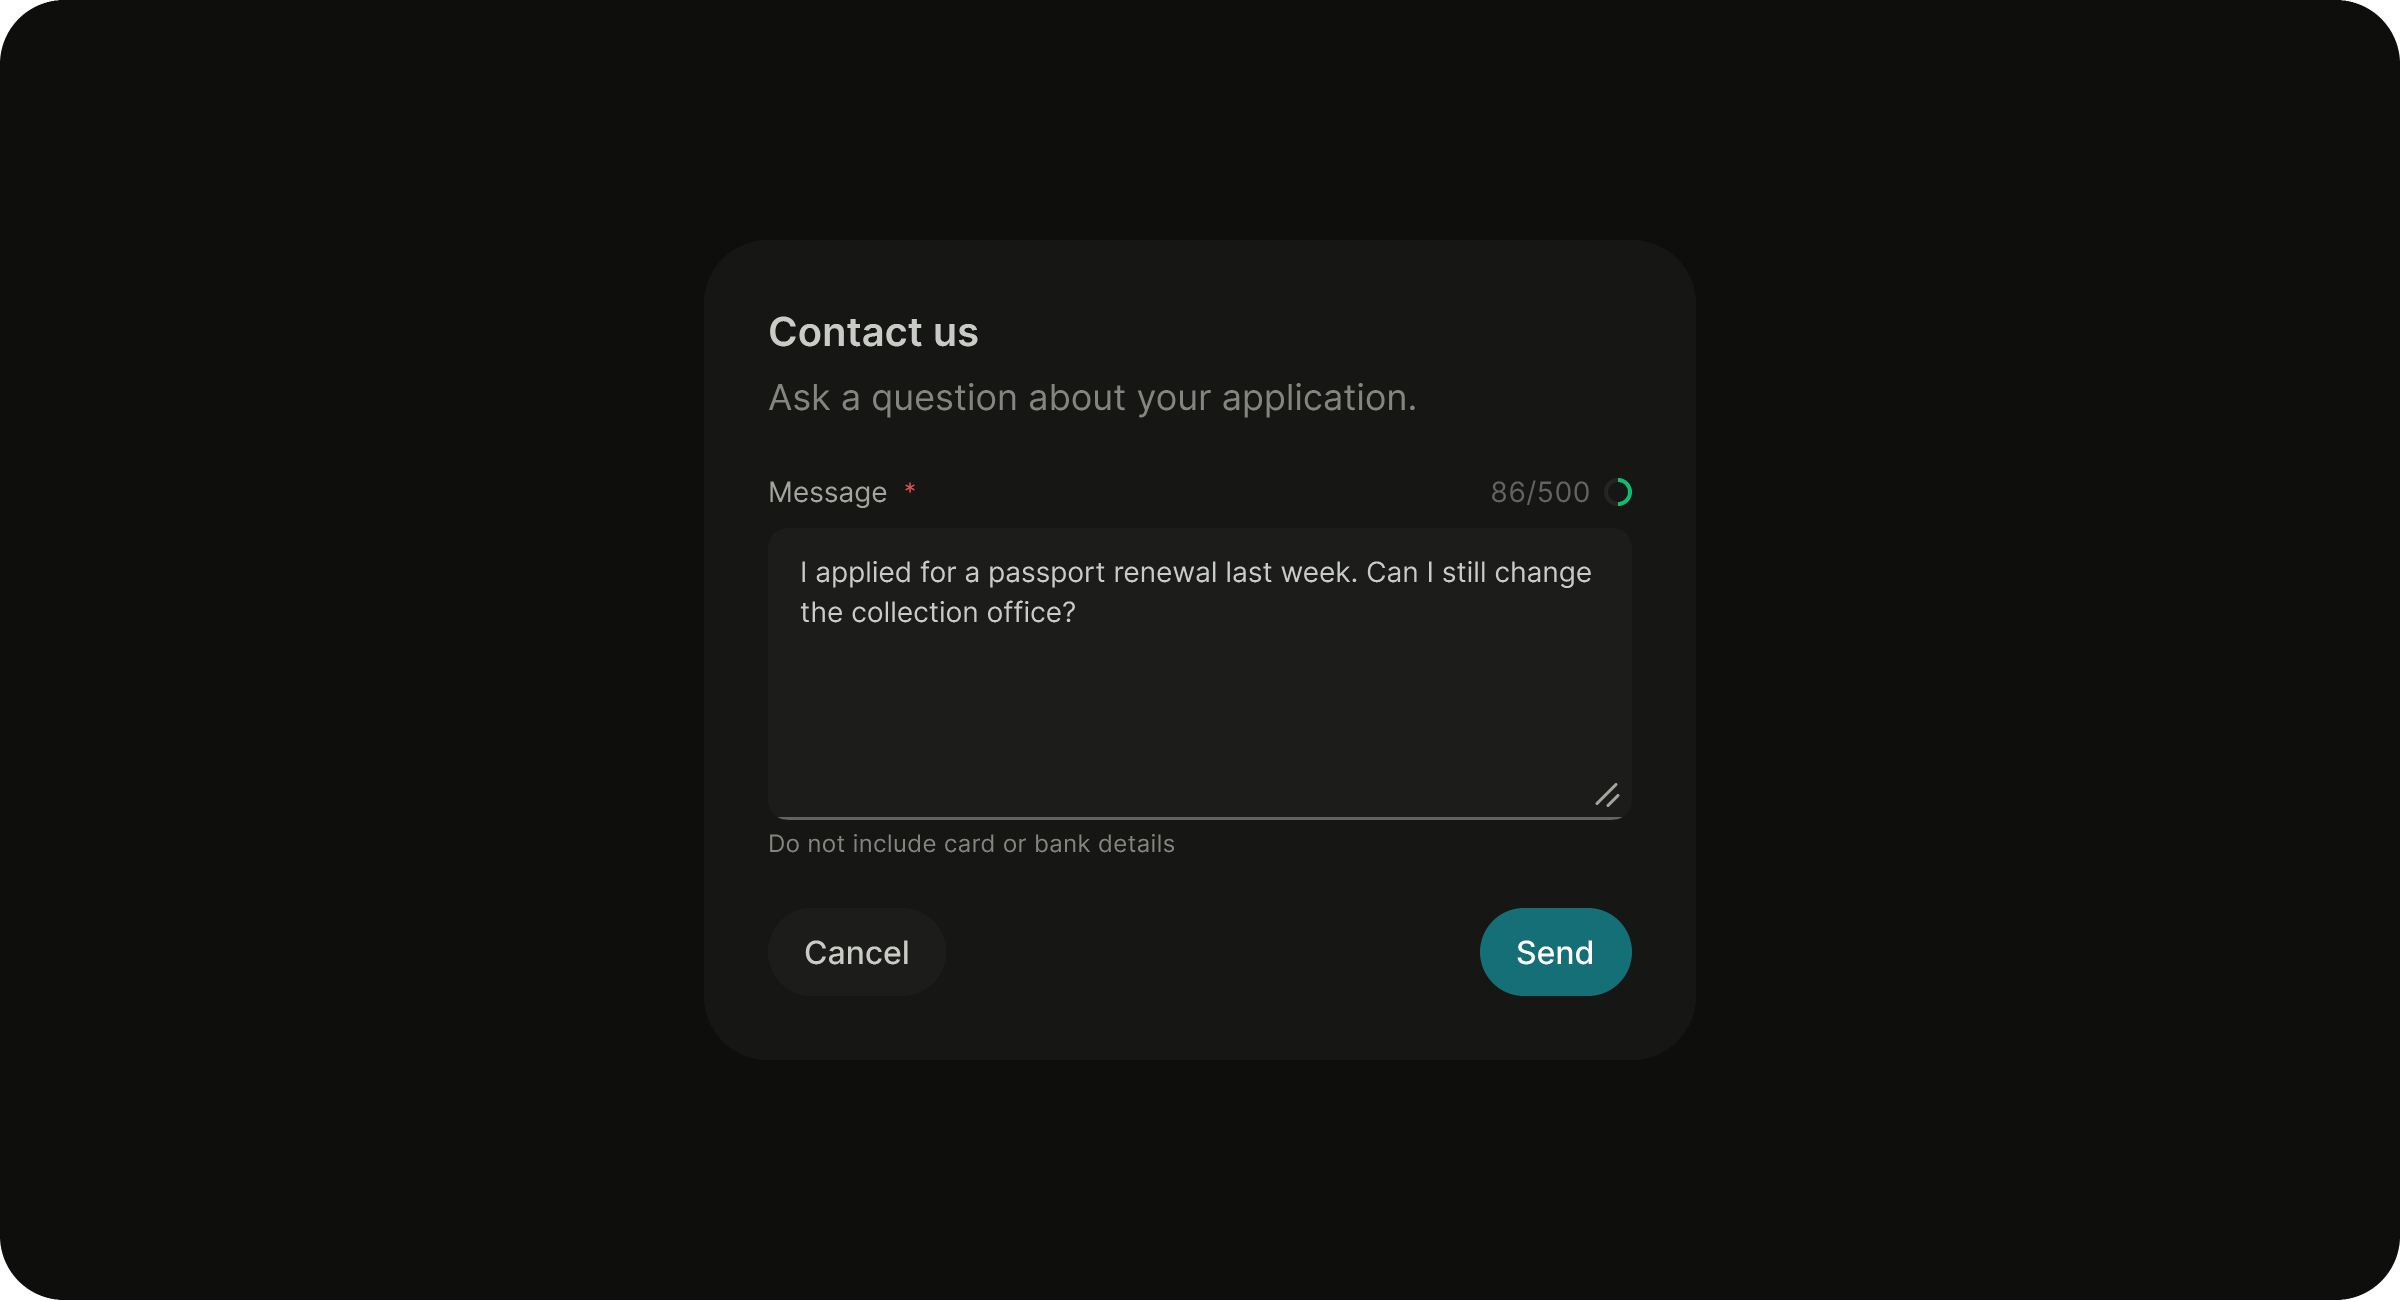 Contact us
Ask a question about your application.
Message *
86/500
I applied for a passport renewal last week. Can I still change
the collection office?
Do not include card or bank details
Cancel
Send